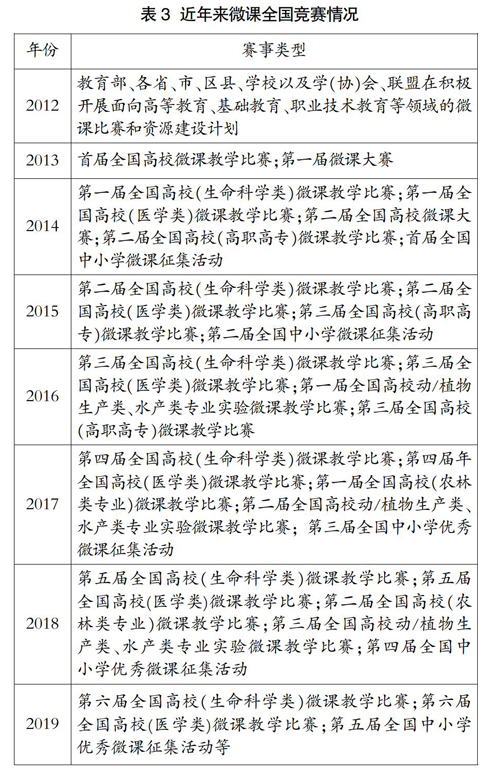 表 3 近年来微课全国竞赛情况
年份 赛事类型
2012
教育部、各省、市、区县、学校以及学(协)会、联盟在积极
开展面向高等教育、基础教育、职业技术教育等领域的微
课比赛和资源建设计划
2013 首届全国高校微课教学比赛;第一届微课大赛
2014
第一届全国高校(生命科学类)微课教学比赛;第一届全
国高校(医学类)微课教学比赛;第二届全国高校微课大
赛;第二届全国高校(高职高专)微课教学比赛;首届全国
中小学微课征集活动
2015
第二届全国高校(生命科学类)微课教学比赛;第二届全
国高校(医学类)微课教学比赛;第三届全国高校(高职高
专)微课教学比赛;第二届全国中小学微课征集活动
2016
第三届全国高校(生命科学类)微课教学比赛;第三届全
国高校(医学类)微课教学比赛;第一届全国高校动/植物
生产类、水产类专业实验微课教学比赛;第三届全国高校
(高职高专)微课教学比赛
2017
第四届全国高校(生命科学类)微课教学比赛;第四届年
全国高校(医学类)微课教学比赛;第一届全国高校(农林
类专业)微课教学比赛;第二届全国高校动/植物生产类、
水产类专业实验微课教学比赛; 第三届全国中小学优秀
微课征集活动
2018
第五届全国高校(生命科学类)微课教学比赛;第五届
全国高校(医学类)微课教学比赛;第二届全国高校(农
林类专业)微课教学比赛;第三届全国高校动/植物生
产类、水产类专业实验微课教学比赛;第四届全国中
小学优秀微课征集活动
2019
第六届全国高校(生命科学类)微课教学比赛;第六届
全国高校(医学类)微课教学比赛;第五届全国中小学
优秀微课征集活动等